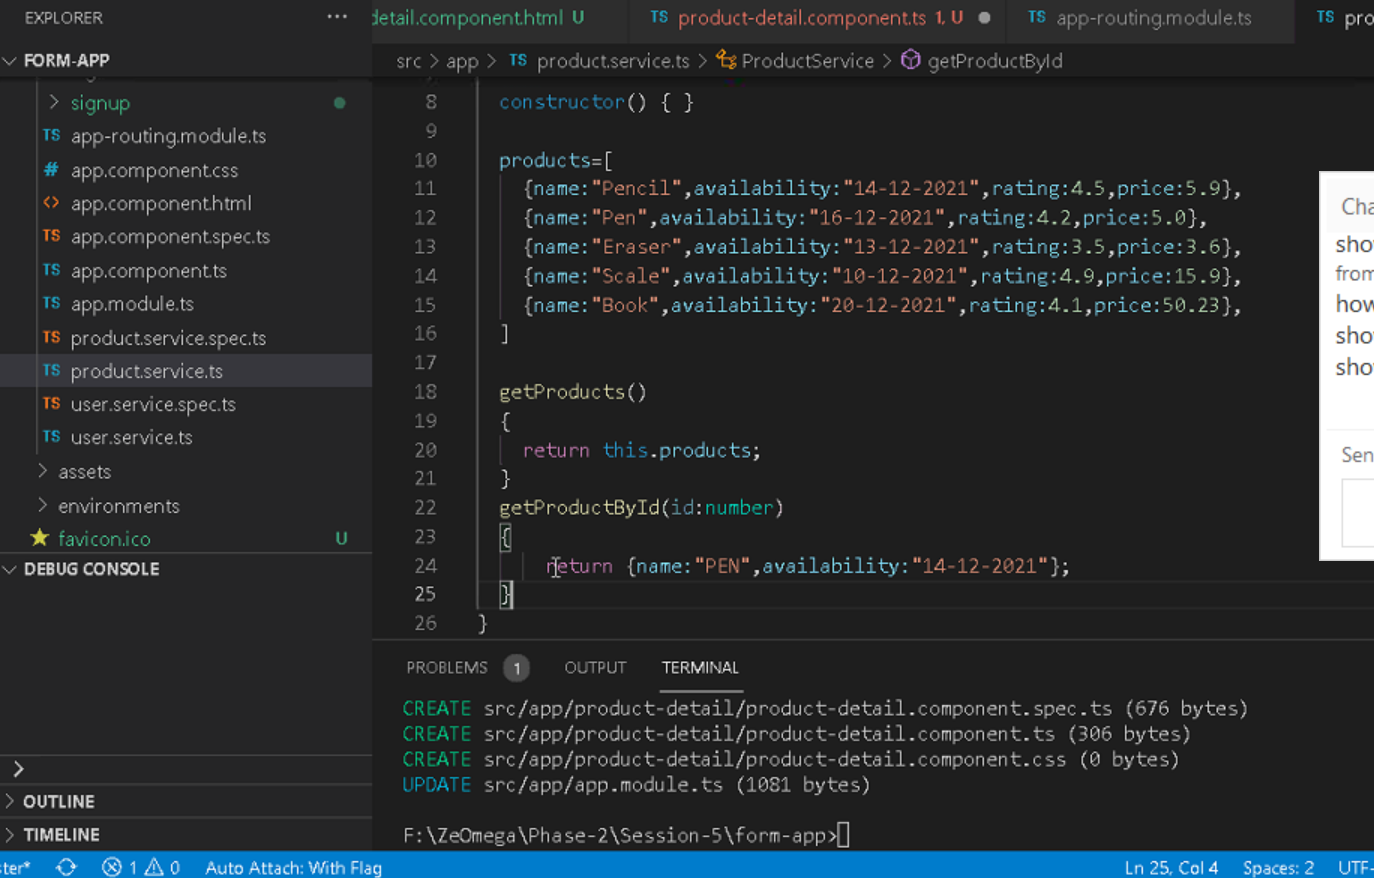 EXPLORER
FORM-APP
signup
TS app-routing.module.ts
# app.component.css
<> app.component.html
TS app.component.spec.ts
TS app.component.ts
TS app.module.ts
TS product.service.spec.ts
TS product.service.ts
TS user.service.spec.ts
TS user.service.ts
assets
environments
favicon.ico U
DEBUG CONSOLE
OUTLINE
TIMELINE
detail.component.html U TS product-detail.component.ts 1, U TS app-routing.module.ts TS pro
src > app > TS product.service.ts > ProductService > getProductById
8 constructor() { }
9
10 products=[
11 {name:"Pencil",availability:"14-12-2021",rating:4.5,price:5.9},
12 {name:"Pen",availability:"16-12-2021",rating:4.2,price:5.0},
13 {name:"Eraser",availability:"13-12-2021",rating:3.5,price:3.6},
14 {name:"Scale",availability:"10-12-2021",rating:4.9,price:15.9},
15 {name:"Book",availability:"20-12-2021",rating:4.1,price:50.23},
16 ]
17
18 getProducts()
19 {
20 return this.products;
21 }
22 getProductById(id:number)
23 {
24 return {name:"PEN",availability:"14-12-2021"};
25 }
26 }
Cha
sho
from
how
sho
sho
Sen
PROBLEMS 1 OUTPUT TERMINAL
CREATE src/app/product-detail/product-detail.component.spec.ts (676 bytes)
CREATE src/app/product-detail/product-detail.component.ts (306 bytes)
CREATE src/app/product-detail/product-detail.component.css (0 bytes)
UPDATE src/app/app.module.ts (1081 bytes)
F:\ZeOmega\Phase-2\Session-5\form-app>
ter* 1 0 Auto Attach: With Flag Ln 25, Col 4 Spaces: 2 UTF-